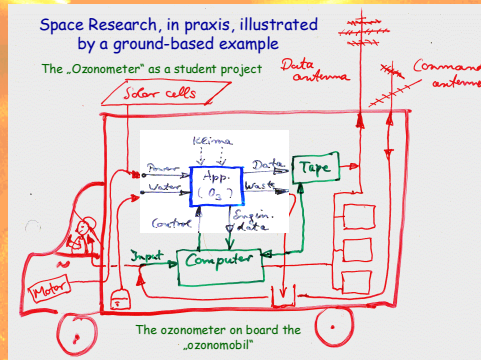 Space Research, in praxis, illustrated
by a ground-based example
The „Ozonometer“ as a student project
Data
antenna
Command
antenna
Solar cells
Power
Water
App.
(O3)
Data
Waste
Tape
Control
Engin.
data
Input
Computer
Motor
The ozonometer on board the
„ozonomobil“